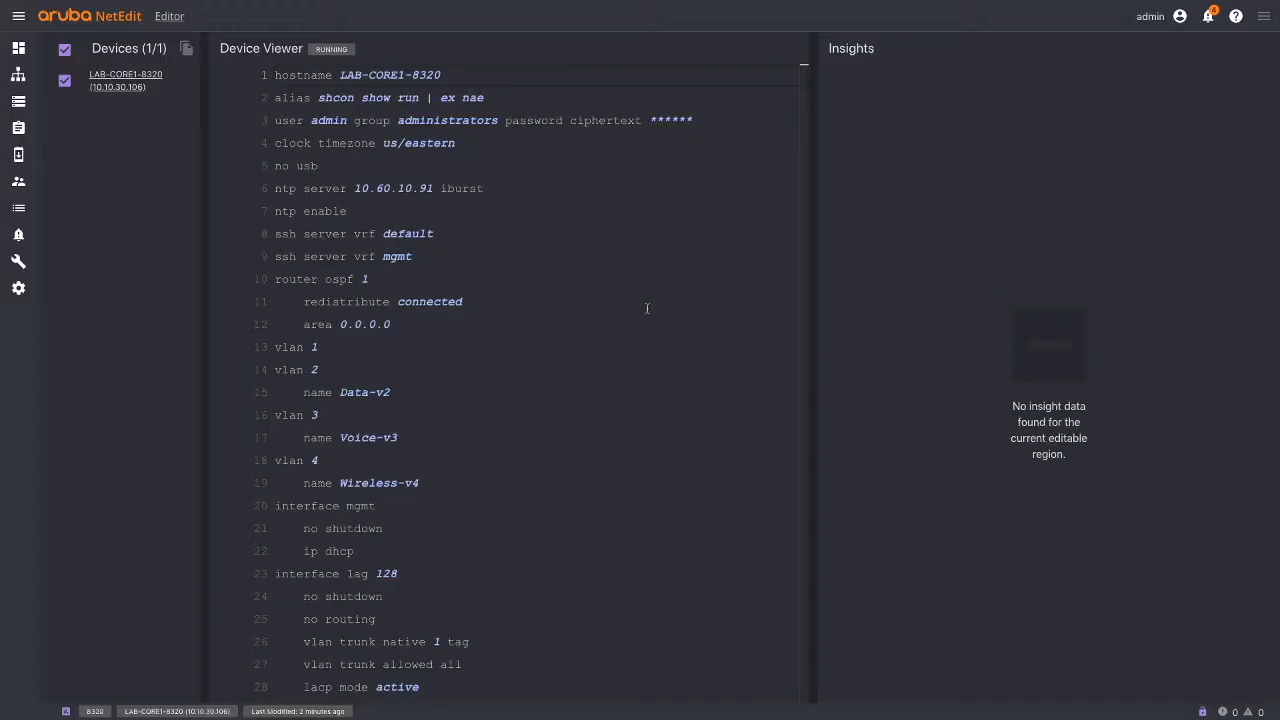 aruba NetEdit Editor
admin 4
Devices (1/1)
LAB-CORE1-8320
(10.10.30.106)
Device Viewer RUNNING
1 hostname LAB-CORE1-8320
2 alias shcon show run | ex nae
3 user admin group administrators password ciphertext ******
4 clock timezone us/eastern
5 no usb
6 ntp server 10.60.10.91 iburst
7 ntp enable
8 ssh server vrf default
9 ssh server vrf mgmt
10 router ospf 1
11 redistribute connected
12 area 0.0.0.0
13 vlan 1
14 vlan 2
15 name Data-v2
16 vlan 3
17 name Voice-v3
18 vlan 4
19 name Wireless-v4
20 interface mgmt
21 no shutdown
22 ip dhcp
23 interface lag 128
24 no shutdown
25 no routing
26 vlan trunk native 1 tag
27 vlan trunk allowed all
28 lacp mode active
Insights
No insight data
found for the
current editable
region.
8320 LAB-CORE1-8320 (10.10.30.106) Last Modified: 2 minutes ago
0 0